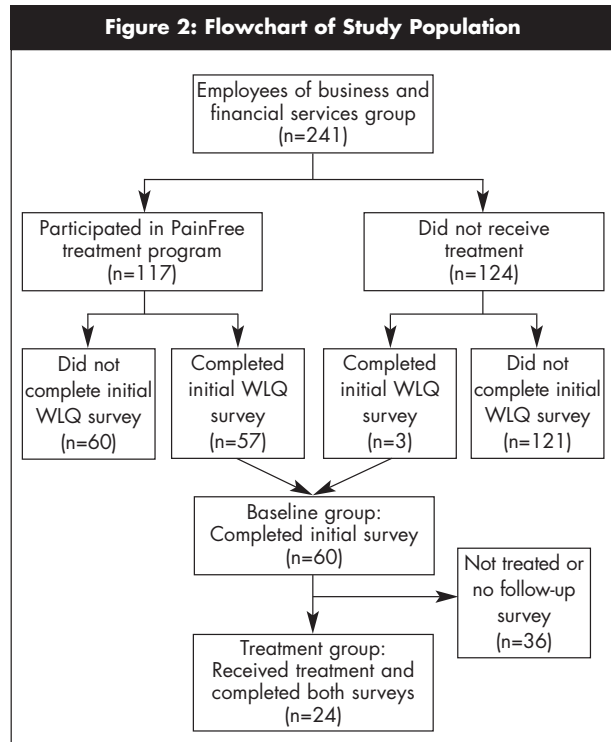 Figure 2: Flowchart of Study Population
Employees of business and
financial services group
(n=241)
Participated in PainFree
treatment program
(n=117)
Did not receive
treatment
(n=124)
Did not
complete initial
WLQ survey
(n=60)
Completed
initial WLQ
survey
(n=57)
Completed
initial WLQ
survey
(n=3)
Did not
complete initial
WLQ survey
(n=121)
Baseline group:
Completed initial survey
(n=60)
Not treated or
no follow-up
survey
(n=36)
Treatment group:
Received treatment and
completed both surveys
(n=24)